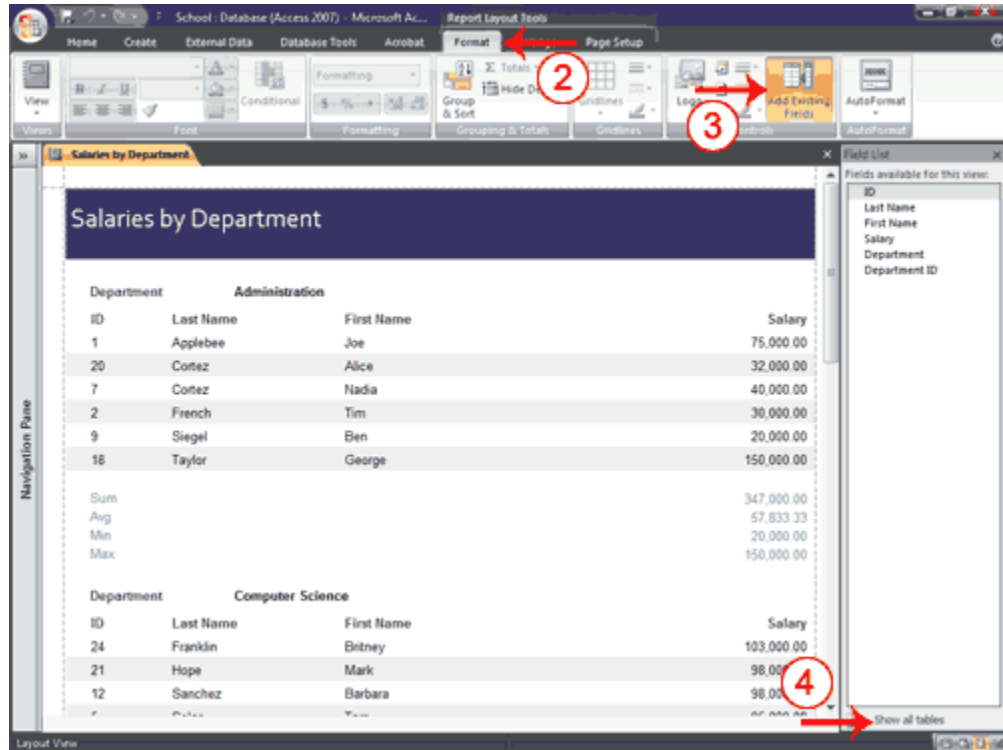 School : Database (Access 2007) - Microsoft Ac...
Report Layout Tools
Home Create External Data Database Tools Acrobat Format Page Setup
2
View
B I U
Conditional
Formatting
$ % ,
Group & Sort
Σ Totals
Hide De
Gridlines
Logo
3
Add Existing Fields
AutoFormat
Views Font Formatting Grouping & Totals Gridlines AutoFormat
Salaries by Department
Field List
Fields available for this view:
ID
Last Name
First Name
Salary
Department
Department ID
Navigation Pane
Salaries by Department
Department Administration
ID Last Name First Name Salary
1 Applebee Joe 75,000.00
20 Cortez Alice 32,000.00
7 Cortez Nadia 40,000.00
2 French Tim 30,000.00
9 Siegel Ben 20,000.00
18 Taylor George 150,000.00
Sum 347,000.00
Avg 57,833.33
Min 20,000.00
Max 150,000.00
Department Computer Science
ID Last Name First Name Salary
24 Franklin Britney 103,000.00
21 Hope Mark 98,00
12 Sanchez Barbara 98,00
4
Show all tables
Layout View